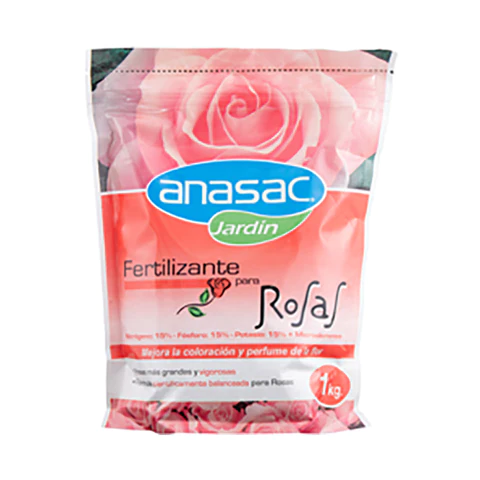 anasac
Jardín
Fertilizante
para
Rosas
Nitrógeno 15% - Fósforo 15% - Potasio 15% + Microelementos
Mejora la coloración y perfume de la flor
más grandes y vigorosas
balanceada para Rosas
1kg.